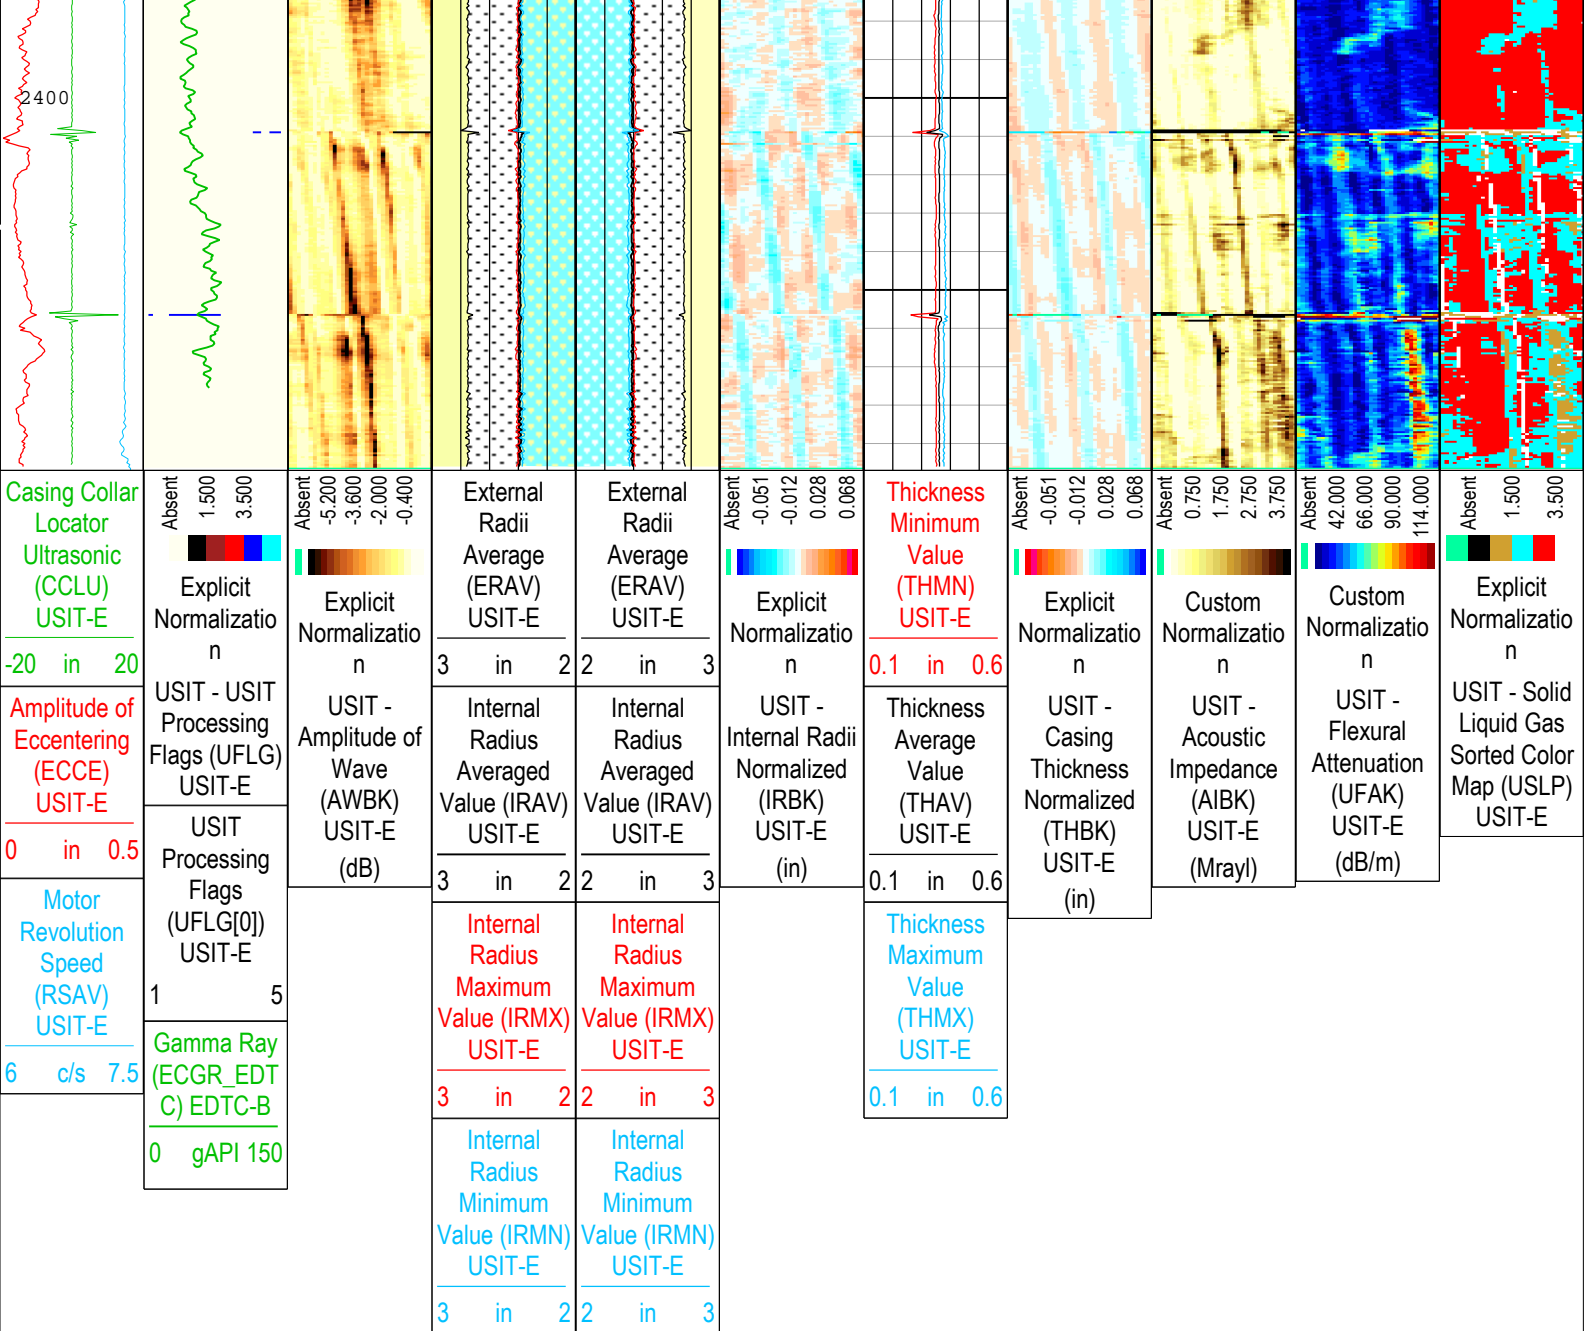 2400
Casing Collar
Locator
Ultrasonic
(CCLU)
USIT-E
-20 in 20
Amplitude of
Eccentering
(ECCE)
USIT-E
0 in 0.5
Motor
Revolution
Speed
(RSAV)
USIT-E
6 c/s 7.5
Absent 1.500 3.500
Explicit
Normalizatio
n
USIT - USIT
Processing
Flags (UFLG)
USIT-E
USIT
Processing
Flags
(UFLG[0])
USIT-E
1 5
Gamma Ray
(ECGR_EDT
C) EDTC-B
0 gAPI 150
Absent -5.200 -3.600 -2.000 -0.400
Explicit
Normalizatio
n
USIT -
Amplitude of
Wave
(AWBK)
USIT-E
(dB)
External
Radii
Average
(ERAV)
USIT-E
3 in 2
Internal
Radius
Averaged
Value (IRAV)
USIT-E
3 in 2
Internal
Radius
Maximum
Value (IRMX)
USIT-E
3 in 2
Internal
Radius
Minimum
Value (IRMN)
USIT-E
3 in 2
External
Radii
Average
(ERAV)
USIT-E
2 in 3
Internal
Radius
Averaged
Value (IRAV)
USIT-E
2 in 3
Internal
Radius
Maximum
Value (IRMX)
USIT-E
2 in 3
Internal
Radius
Minimum
Value (IRMN)
USIT-E
2 in 3
Absent -0.051 -0.012 0.028 0.068
Explicit
Normalizatio
n
USIT -
Internal Radii
Normalized
(IRBK)
USIT-E
(in)
Thickness
Minimum
Value
(THMN)
USIT-E
0.1 in 0.6
Thickness
Average
Value
(THAV)
USIT-E
0.1 in 0.6
Thickness
Maximum
Value
(THMX)
USIT-E
0.1 in 0.6
Absent -0.051 -0.012 0.028 0.068
Explicit
Normalizatio
n
USIT -
Casing
Thickness
Normalized
(THBK)
USIT-E
(in)
Absent 0.750 1.750 2.750 3.750
Custom
Normalizatio
n
USIT -
Acoustic
Impedance
(AIBK)
USIT-E
(Mrayl)
Absent 42.000 66.000 90.000 114.000
Custom
Normalizatio
n
USIT -
Flexural
Attenuation
(UFAK)
USIT-E
(dB/m)
Absent 1.500 3.500
Explicit
Normalizatio
n
USIT - Solid
Liquid Gas
Sorted Color
Map (USLP)
USIT-E